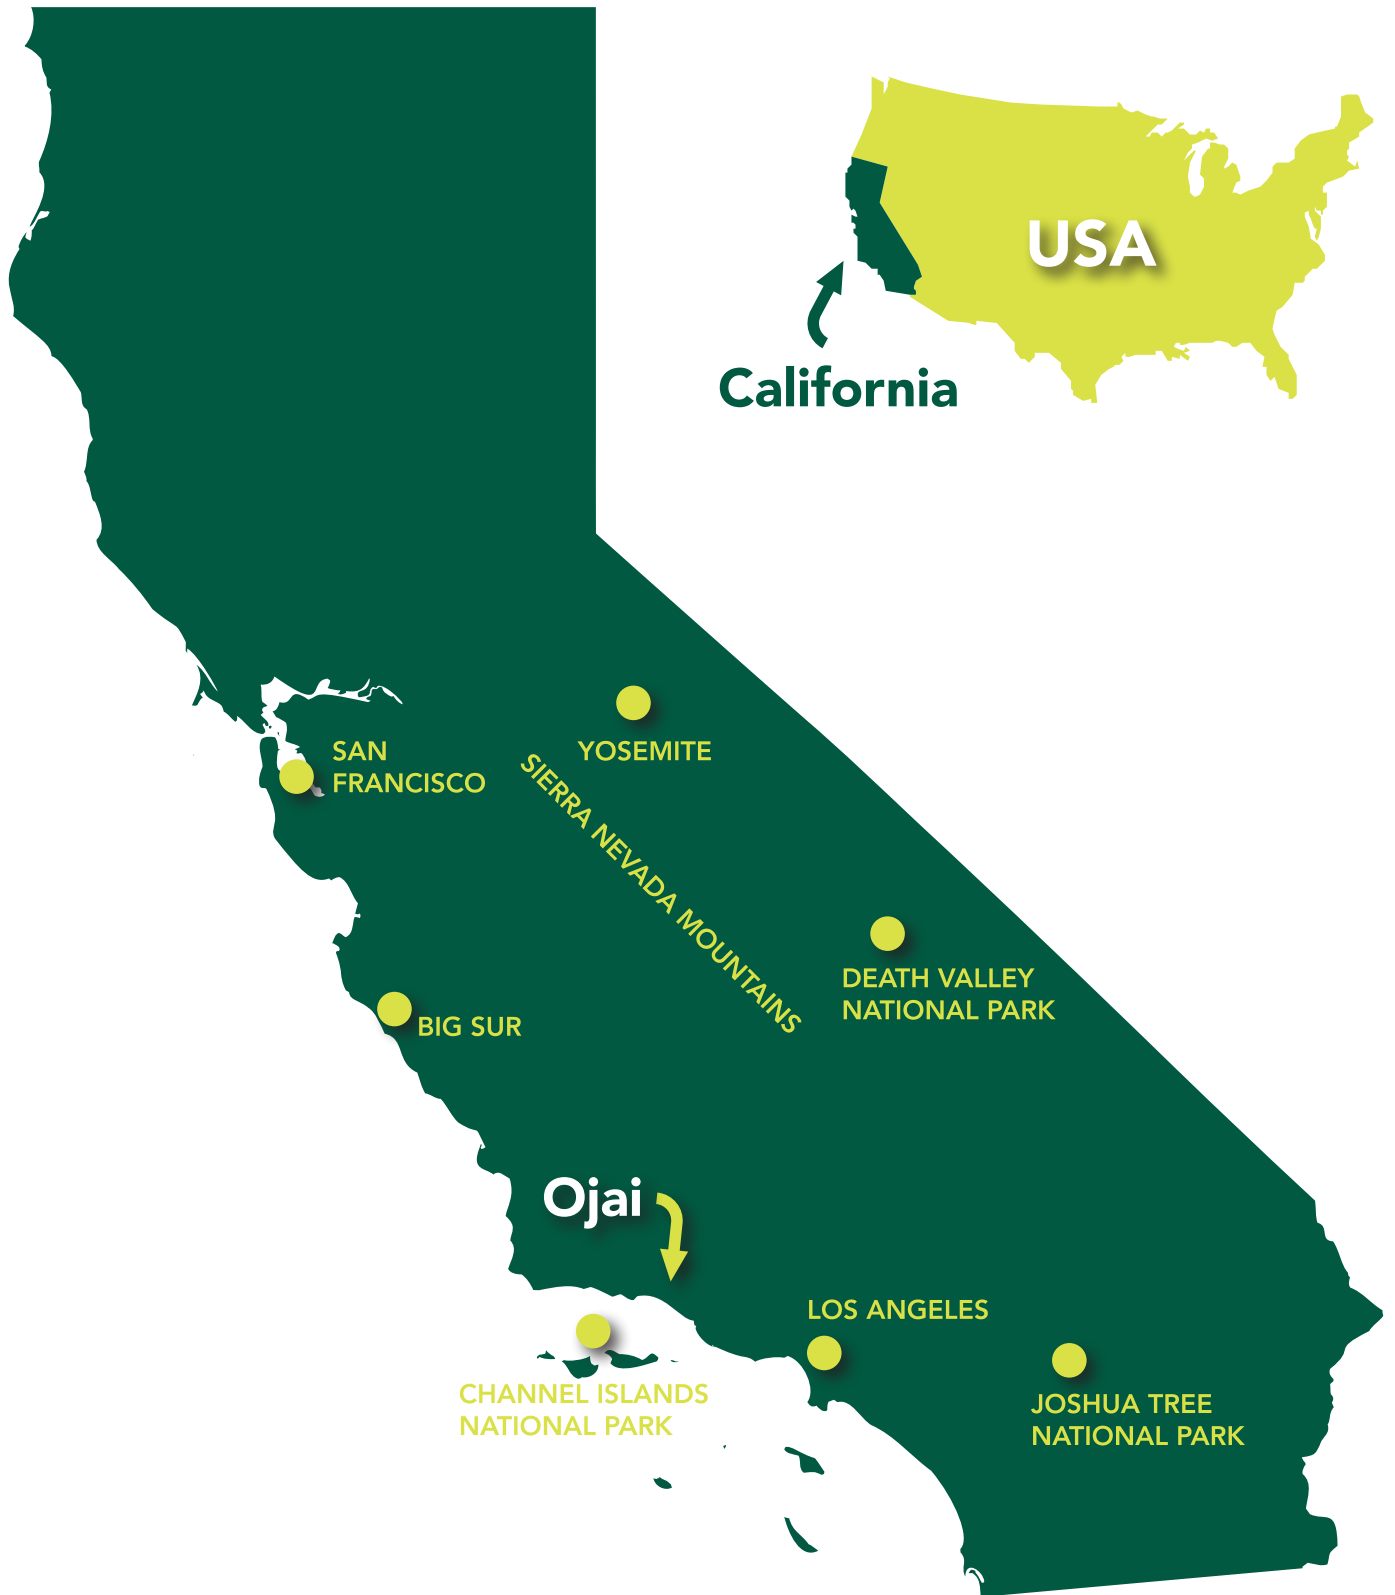 USA
California
SAN
FRANCISCO
YOSEMITE
SIERRA NEVADA MOUNTAINS
DEATH VALLEY
NATIONAL PARK
BIG SUR
Ojai
LOS ANGELES
CHANNEL ISLANDS
NATIONAL PARK
JOSHUA TREE
NATIONAL PARK